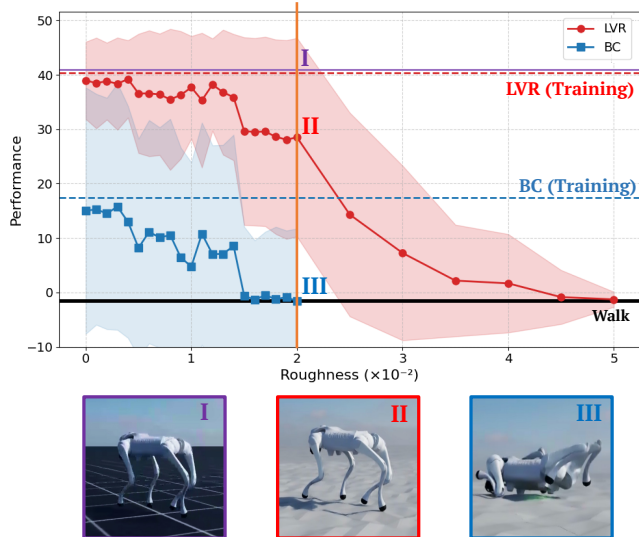 50
40
30
20
10
0
−10
Performance
LVR
BC
I
LVR (Training)
II
BC (Training)
III
Walk
0 1 2 3 4 5
Roughness (×10⁻²)
I II III